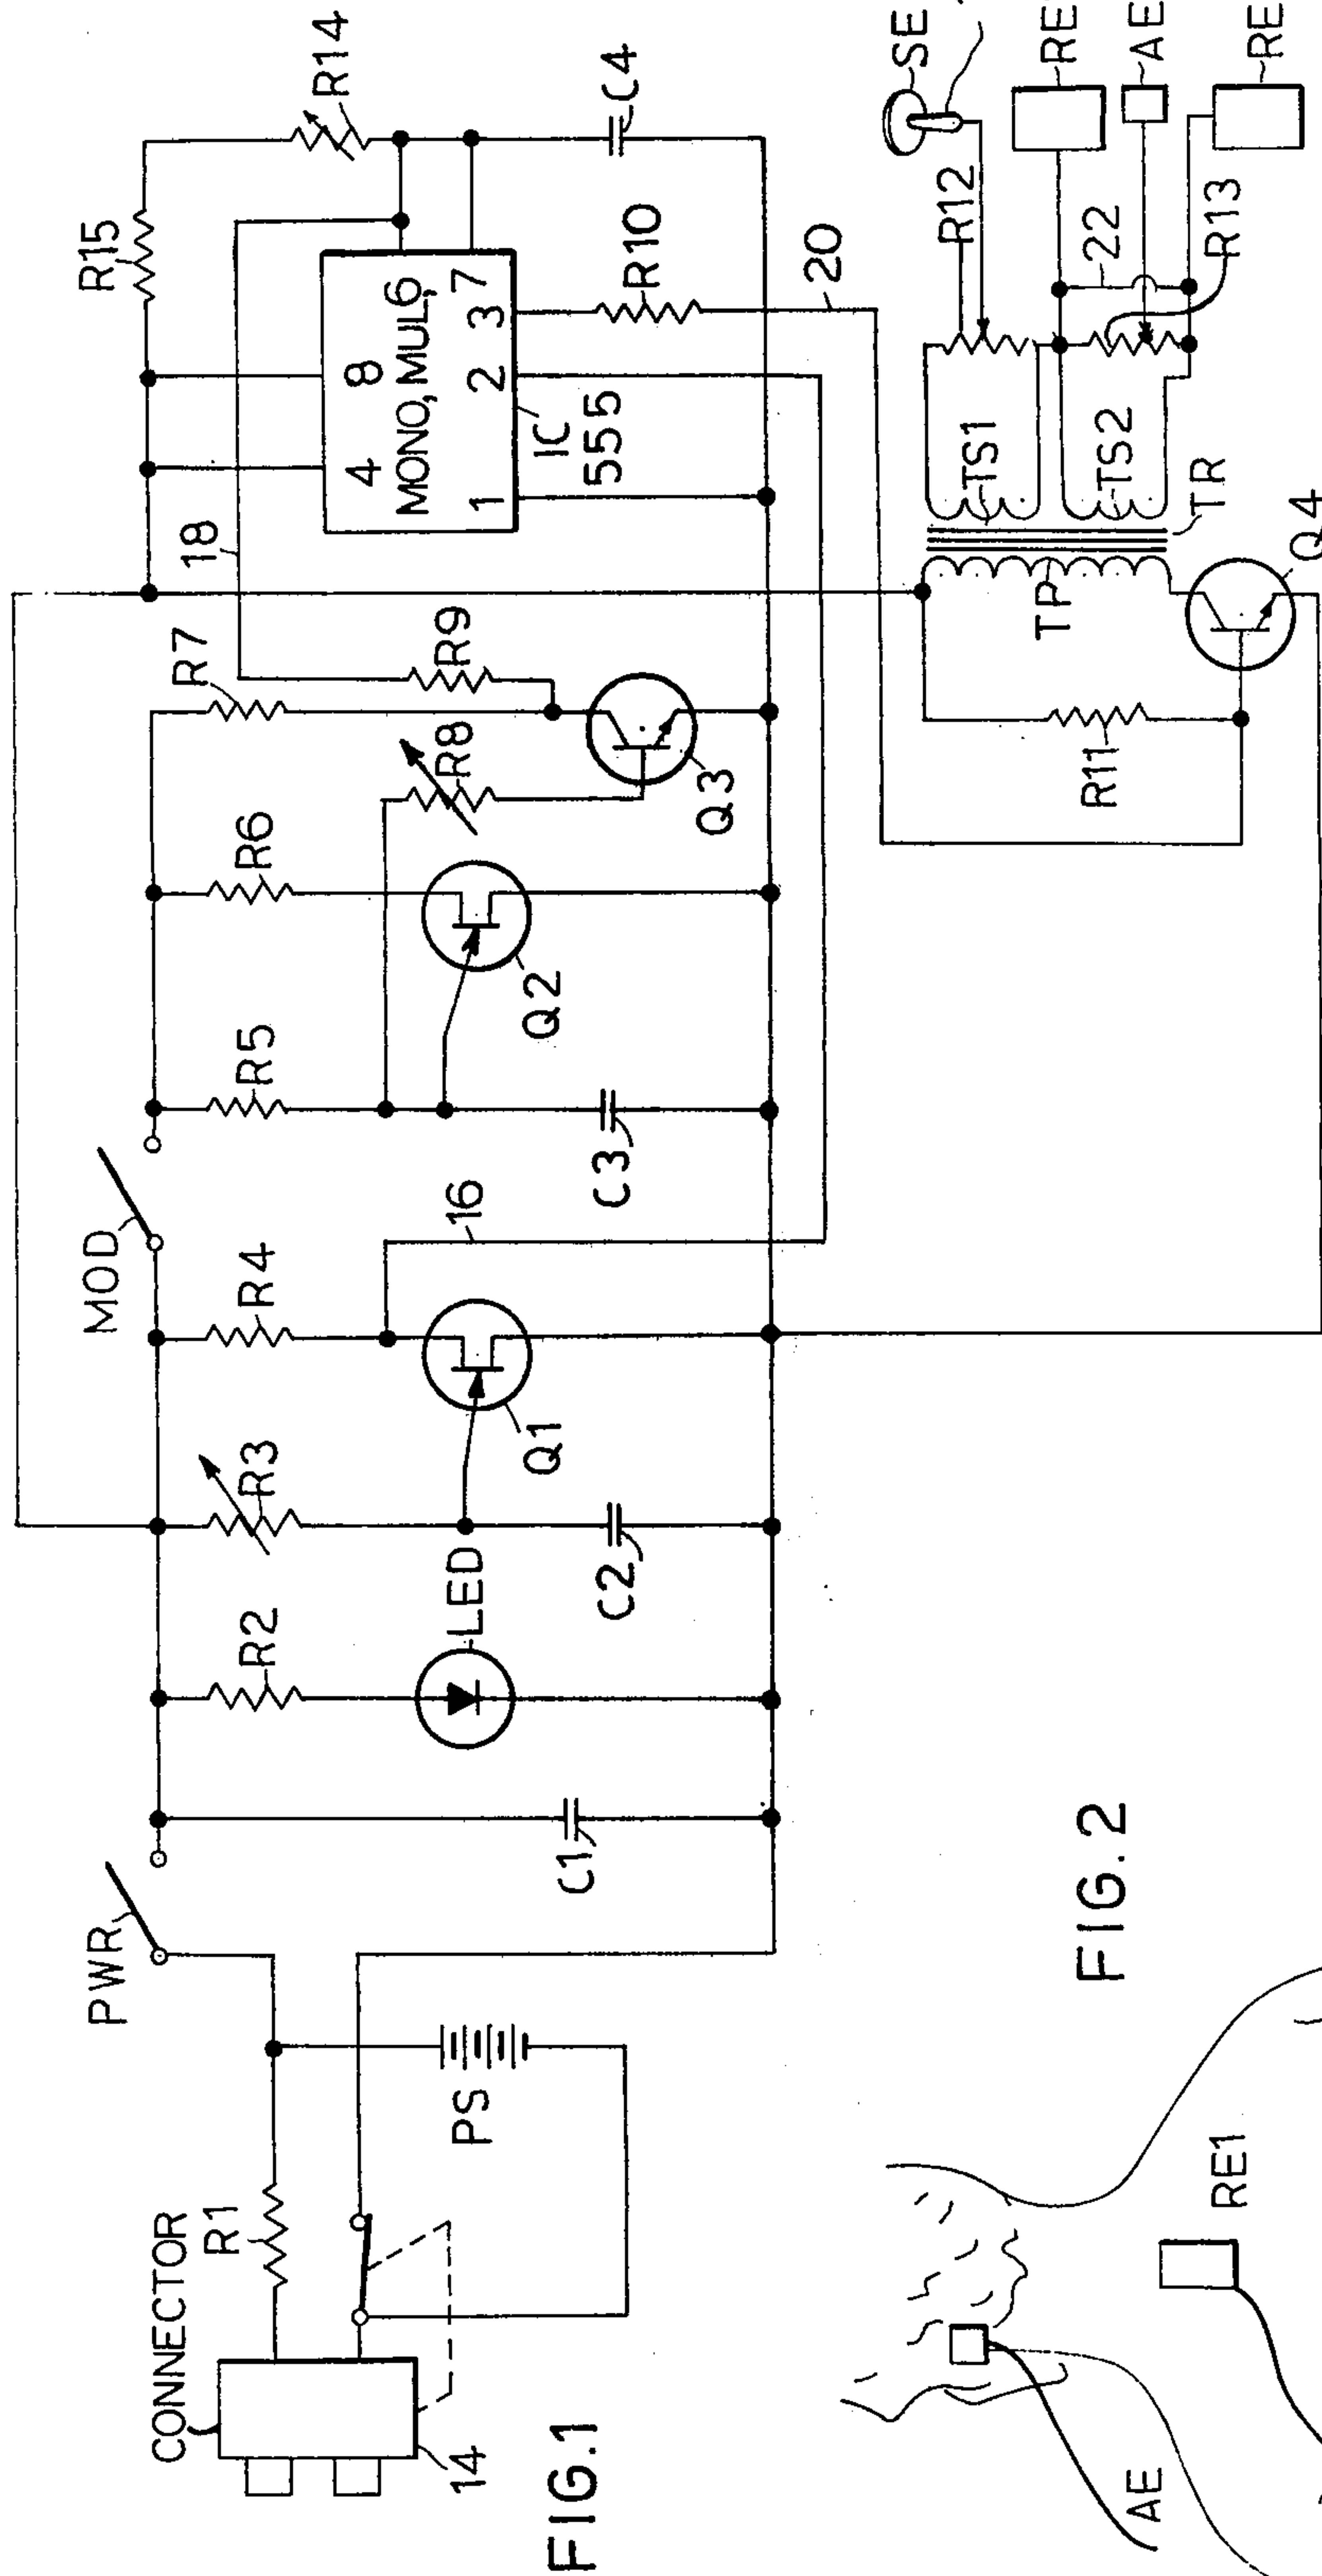 CONNECTOR
14
R1
PS
PWR
C1
R2
LED
R3
C2
Q1
R4
16
MOD
R5
C3
Q2
R6
R8
R7
R9
Q3
18
4 8
MONO, MUL, 6
1 2 3 7
IC
555
R15
R14
C4
R10
20
R11
Q4
TP
TR
TS1
TS2
R12
22
R13
SE
RE
AE
RE
FIG.1
FIG.2
AE
RE1